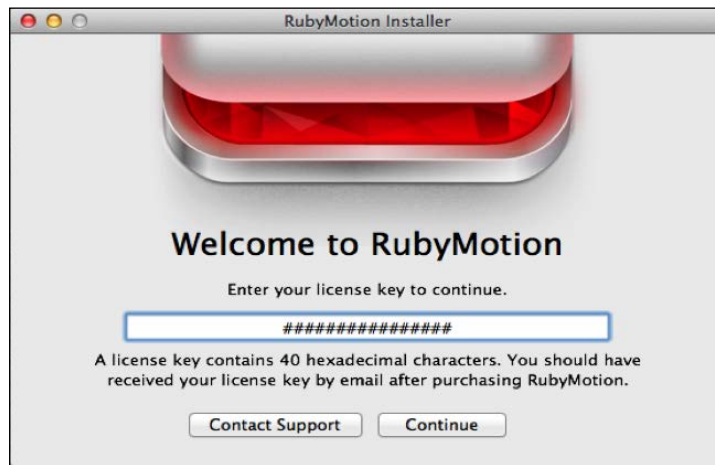 RubyMotion Installer
Welcome to RubyMotion
Enter your license key to continue.
################
A license key contains 40 hexadecimal characters. You should have
received your license key by email after purchasing RubyMotion.
Contact Support
Continue